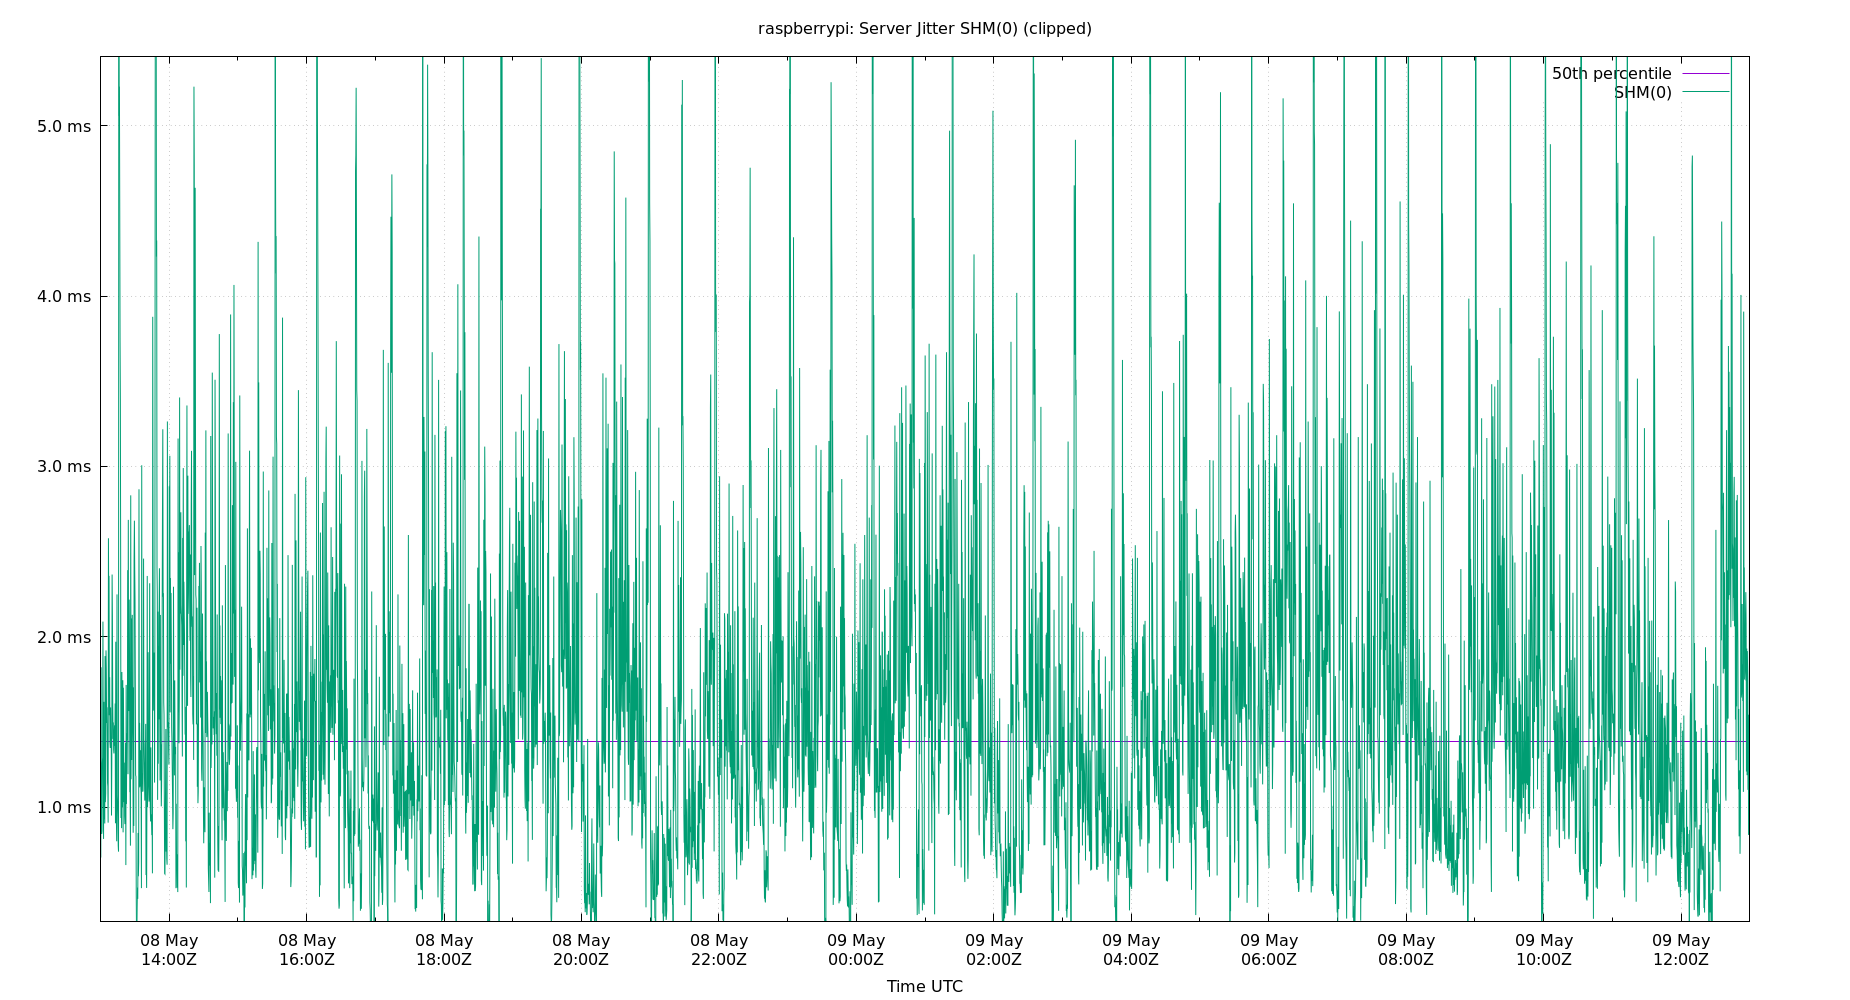 raspberrypi: Server Jitter SHM(0) (clipped)
50th percentile
SHM(0)
5.0 ms
4.0 ms
3.0 ms
2.0 ms
1.0 ms
08 May 08 May 08 May 08 May 08 May 09 May 09 May 09 May 09 May 09 May 09 May 09 May
14:00Z 16:00Z 18:00Z 20:00Z 22:00Z 00:00Z 02:00Z 04:00Z 06:00Z 08:00Z 10:00Z 12:00Z
Time UTC